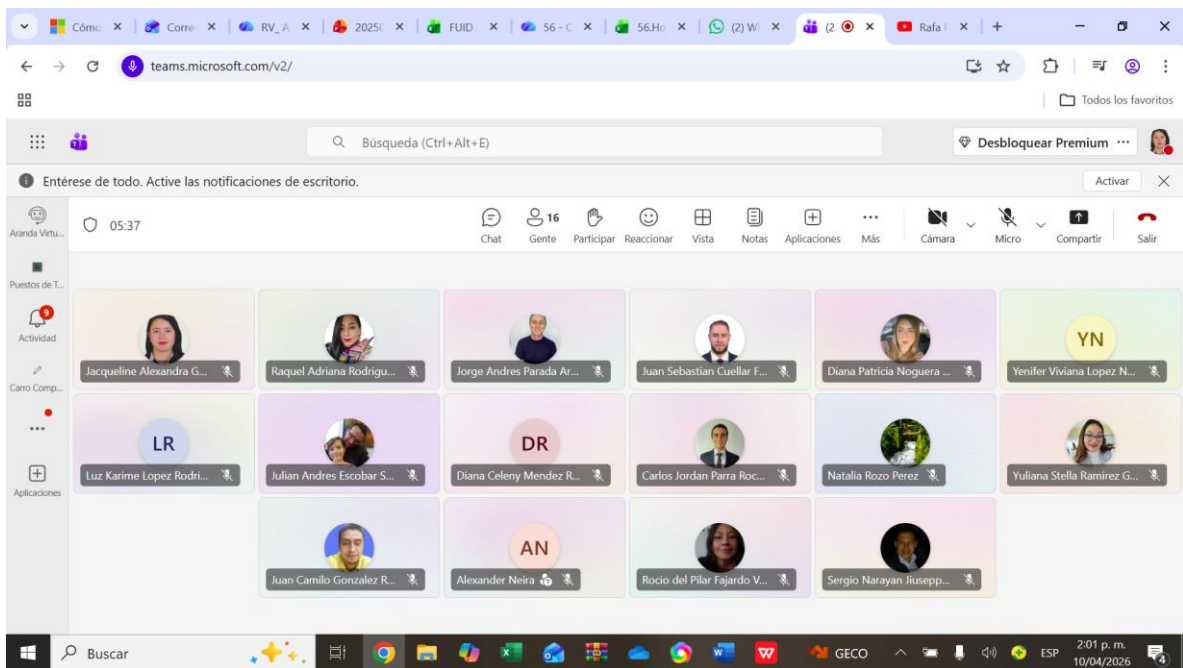 Cómo
Corre
RV_ A
2025C
FUID
56 - C
56.Ho
(2) W
(2
Rafa
teams.microsoft.com/v2/
Todos los favoritos
Búsqueda (Ctrl+Alt+E)
Desbloquear Premium ...
Entérese de todo. Active las notificaciones de escritorio.
Activar
Aranda Virtu...
05:37
Chat
16
Gente
Participar
Reaccionar
Vista
Notas
Aplicaciones
Más
Cámara
Micro
Compartir
Salir
Puestos de T...
9
Actividad
Carro Comp...
Aplicaciones
Jacqueline Alexandra G...
Raquel Adriana Rodrigu...
Jorge Andres Parada Ar...
Juan Sebastian Cuellar F...
Diana Patricia Noguera ...
YN
Yenifer Viviana Lopez N...
LR
Luz Karime Lopez Rodri...
Julian Andres Escobar S...
DR
Diana Celeny Mendez R...
Carlos Jordan Parra Roc...
Natalia Rozo Perez
Yuliana Stella Ramirez G...
Juan Camilo Gonzalez R...
AN
Alexander Neira
Rocio del Pilar Fajardo V...
Sergio Narayan Jiusepp...
Buscar
GECO
ESP
2:01 p. m.
10/04/2026
4